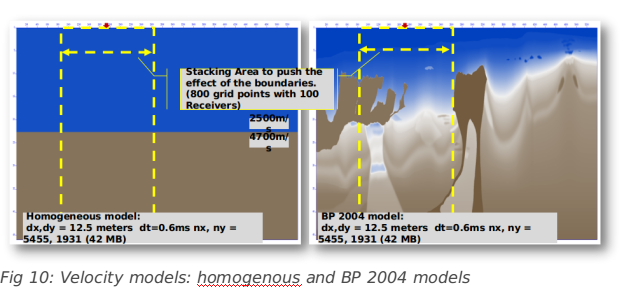 Stacking Area to push the
effect of the boundaries.
(800 grid points with 100
Receivers)
2500m/
s
4700m/
s
Homogeneous model:
dx,dy = 12.5 meters dt=0.6ms nx, ny =
5455, 1931 (42 MB)
BP 2004 model:
dx,dy = 12.5 meters dt=0.6ms nx, ny =
5455, 1931 (42 MB)
Fig 10: Velocity models: homogenous and BP 2004 models